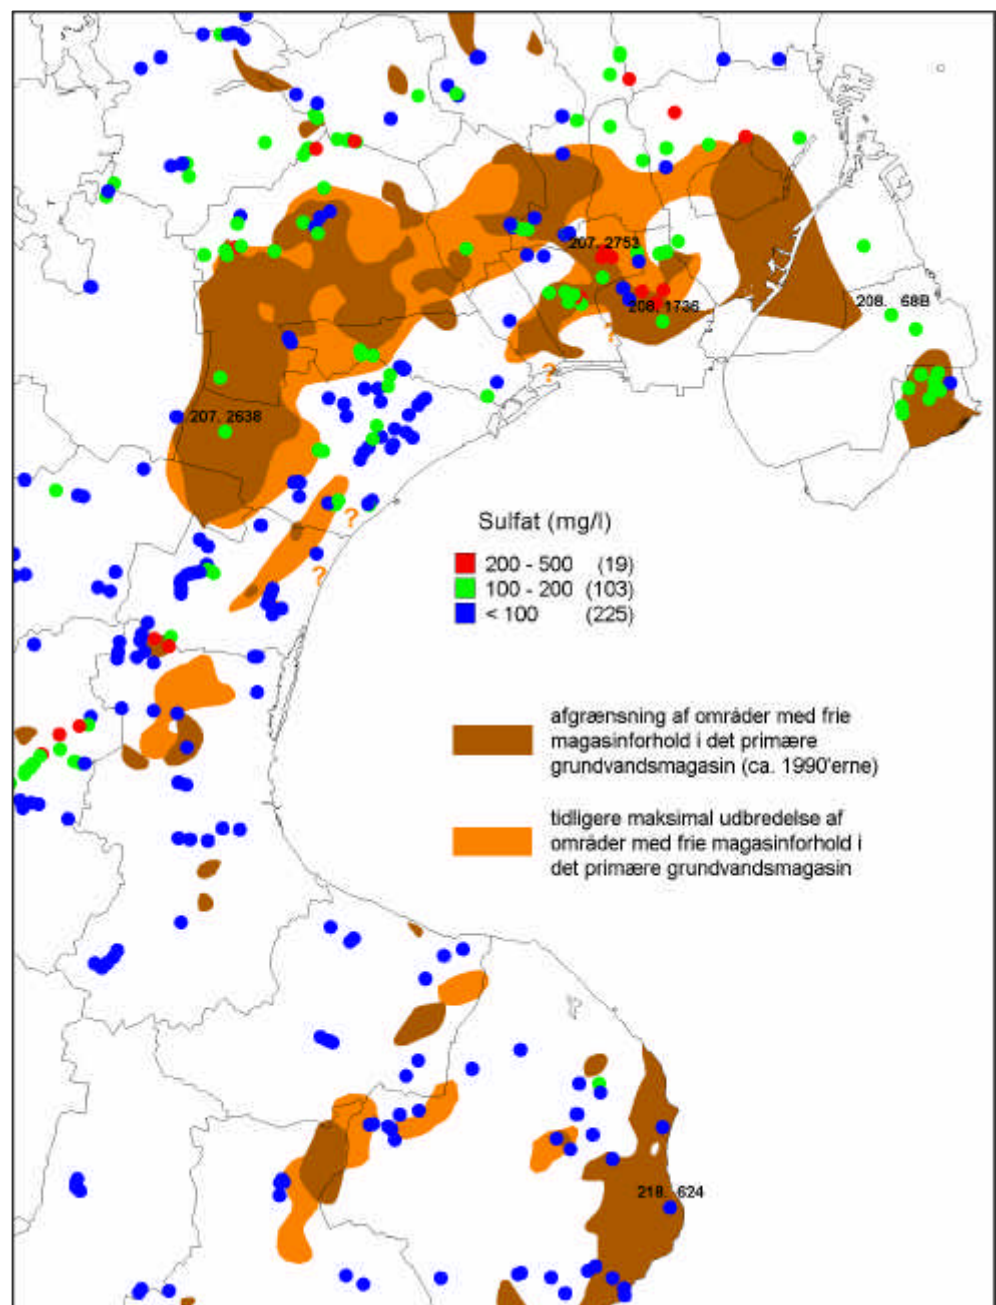 207. 2753
208. 1736
208. 68B
?
?
207. 2638
?
?
Sulfat (mg/l)
200 - 500 (19)
100 - 200 (103)
< 100 (225)
afgrænsning af områder med frie
magasinforhold i det primære
grundvandsmagasin (ca. 1990'erne)
tidligere maksimal udbredelse af
områder med frie magasinforhold i
det primære grundvandsmagasin
218. 624